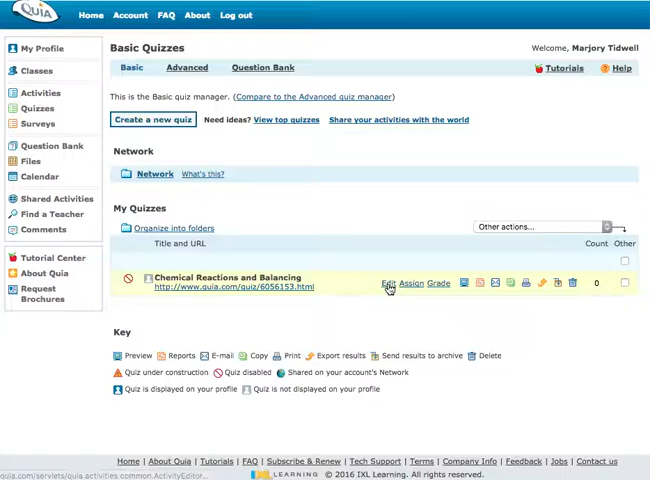 QUIA
Home Account FAQ About Log out
My Profile
Classes
Activities
Quizzes
Surveys
Question Bank
Files
Calendar
Shared Activities
Find a Teacher
Comments
Tutorial Center
About Quia
Request
Brochures
Basic Quizzes
Welcome, Marjory Tidwell
Basic Advanced Question Bank Tutorials Help
This is the Basic quiz manager. (Compare to the Advanced quiz manager)
Create a new quiz Need ideas? View top quizzes Share your activities with the world
Network
Network What's this?
My Quizzes
Organize into folders Other actions...
Title and URL Count Other
Chemical Reactions and Balancing
http://www.quia.com/quiz/6056153.html Edit Assign Grade 0
Key
Preview Reports E-mail Copy Print Export results Send results to archive Delete
Quiz under construction Quiz disabled Shared on your account's Network
Quiz is displayed on your profile Quiz is not displayed on your profile
Home | About Quia | Tutorials | FAQ | Subscribe & Renew | Tech Support | Terms | Company Info | Feedback | Jobs | Contact us
quia.com/servlets/quia.activities.common.ActivityEditor...
IXL LEARNING © 2016 IXL Learning. All rights reserved.